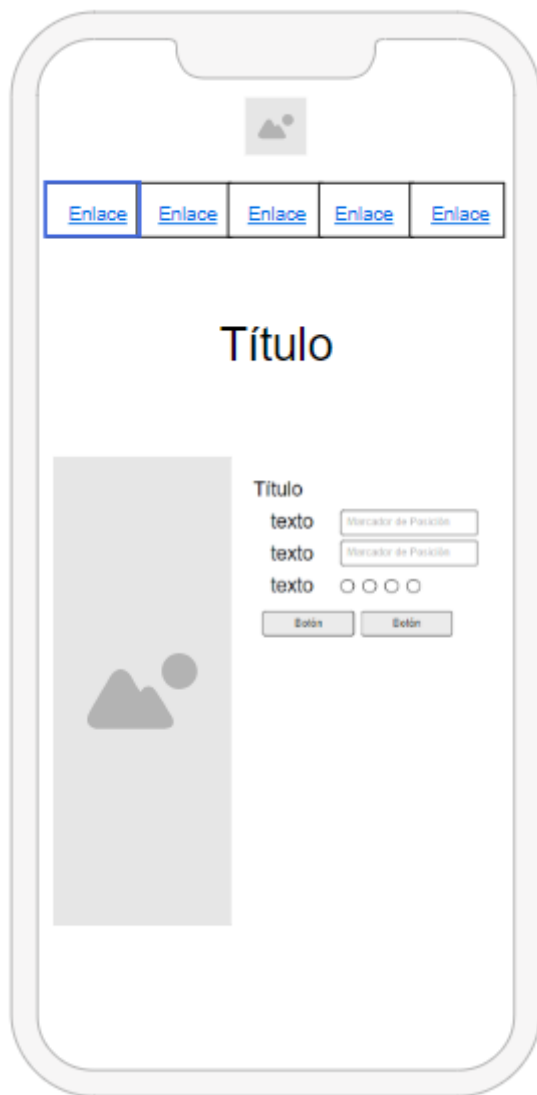 Enlace Enlace Enlace Enlace Enlace
Título
Título
texto Marcador de Posición
texto Marcador de Posición
texto
Botón Botón